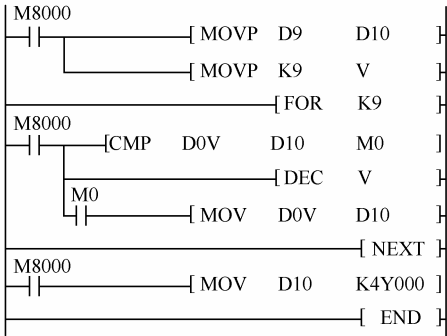 M8000
MOVP D9 D10
MOVP K9 V
FOR K9
M8000
CMP D0V D10 M0
DEC V
M0
MOV D0V D10
NEXT
M8000
MOV D10 K4Y000
END